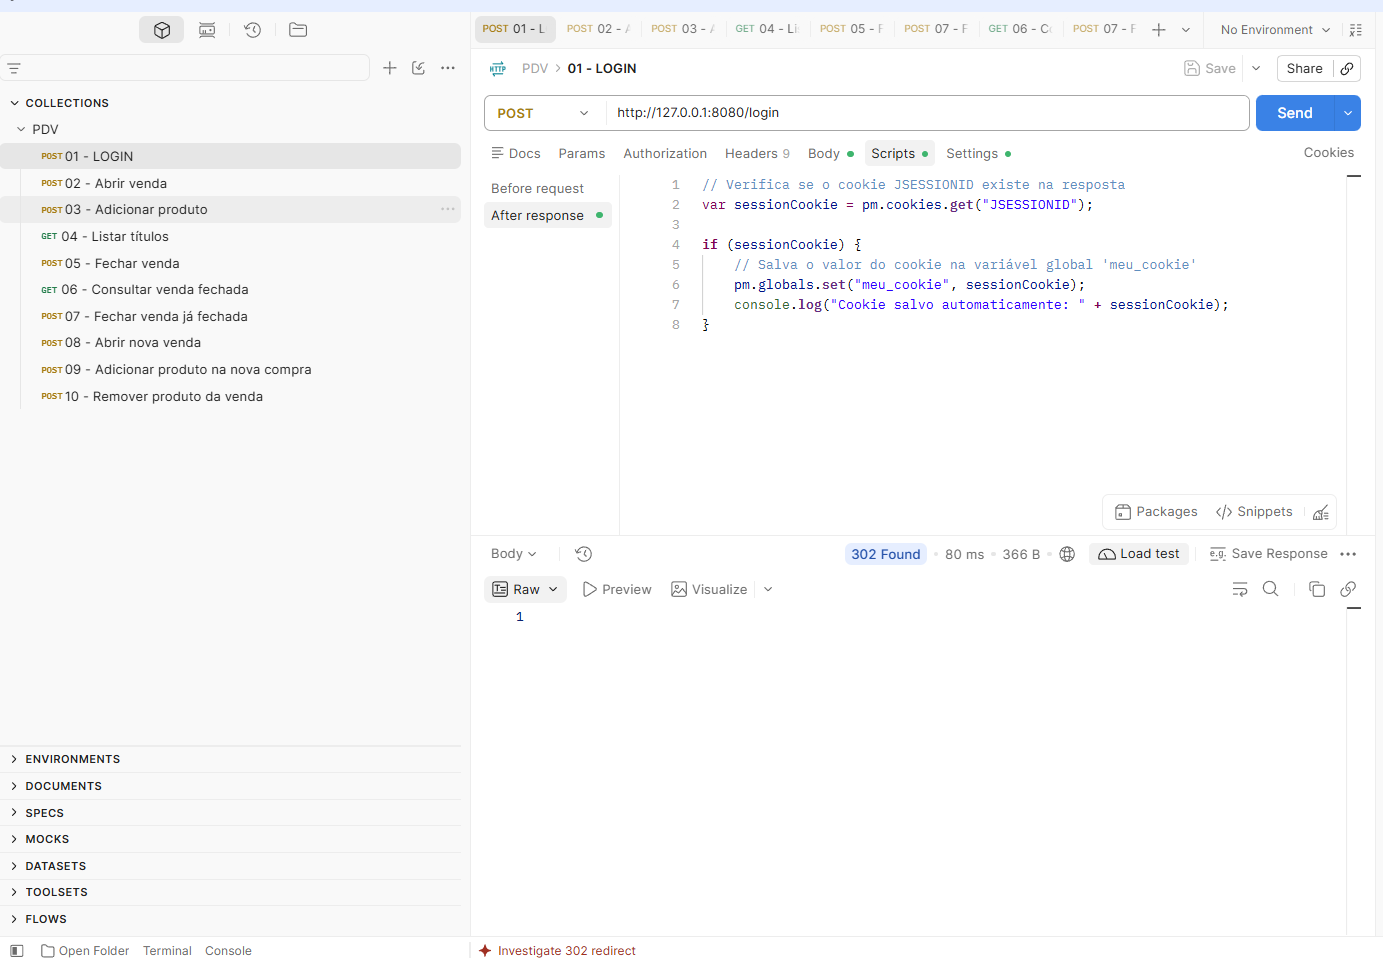 COLLECTIONS
PDV
POST 01 - LOGIN
POST 02 - Abrir venda
POST 03 - Adicionar produto
GET 04 - Listar títulos
POST 05 - Fechar venda
GET 06 - Consultar venda fechada
POST 07 - Fechar venda já fechada
POST 08 - Abrir nova venda
POST 09 - Adicionar produto na nova compra
POST 10 - Remover produto da venda
ENVIRONMENTS
DOCUMENTS
SPECS
MOCKS
DATASETS
TOOLSETS
FLOWS
POST 01 - L POST 02 - POST 03 - GET 04 - Li POST 05 - F POST 07 - F GET 06 - Co POST 07 - F No Environment
HTTP PDV > 01 - LOGIN Save Share
POST http://127.0.0.1:8080/login Send
Docs Params Authorization Headers 9 Body Scripts Settings Cookies
Before request
After response
1 // Verifica se o cookie JSESSIONID existe na resposta
2 var sessionCookie = pm.cookies.get("JSESSIONID");
3
4 if (sessionCookie) {
5 // Salva o valor do cookie na variável global 'meu_cookie'
6 pm.globals.set("meu_cookie", sessionCookie);
7 console.log("Cookie salvo automaticamente: " + sessionCookie);
8 }
Packages </> Snippets
Body 302 Found 80 ms 366 B Load test e.g. Save Response
Raw Preview Visualize
1
Open Folder Terminal Console Investigate 302 redirect